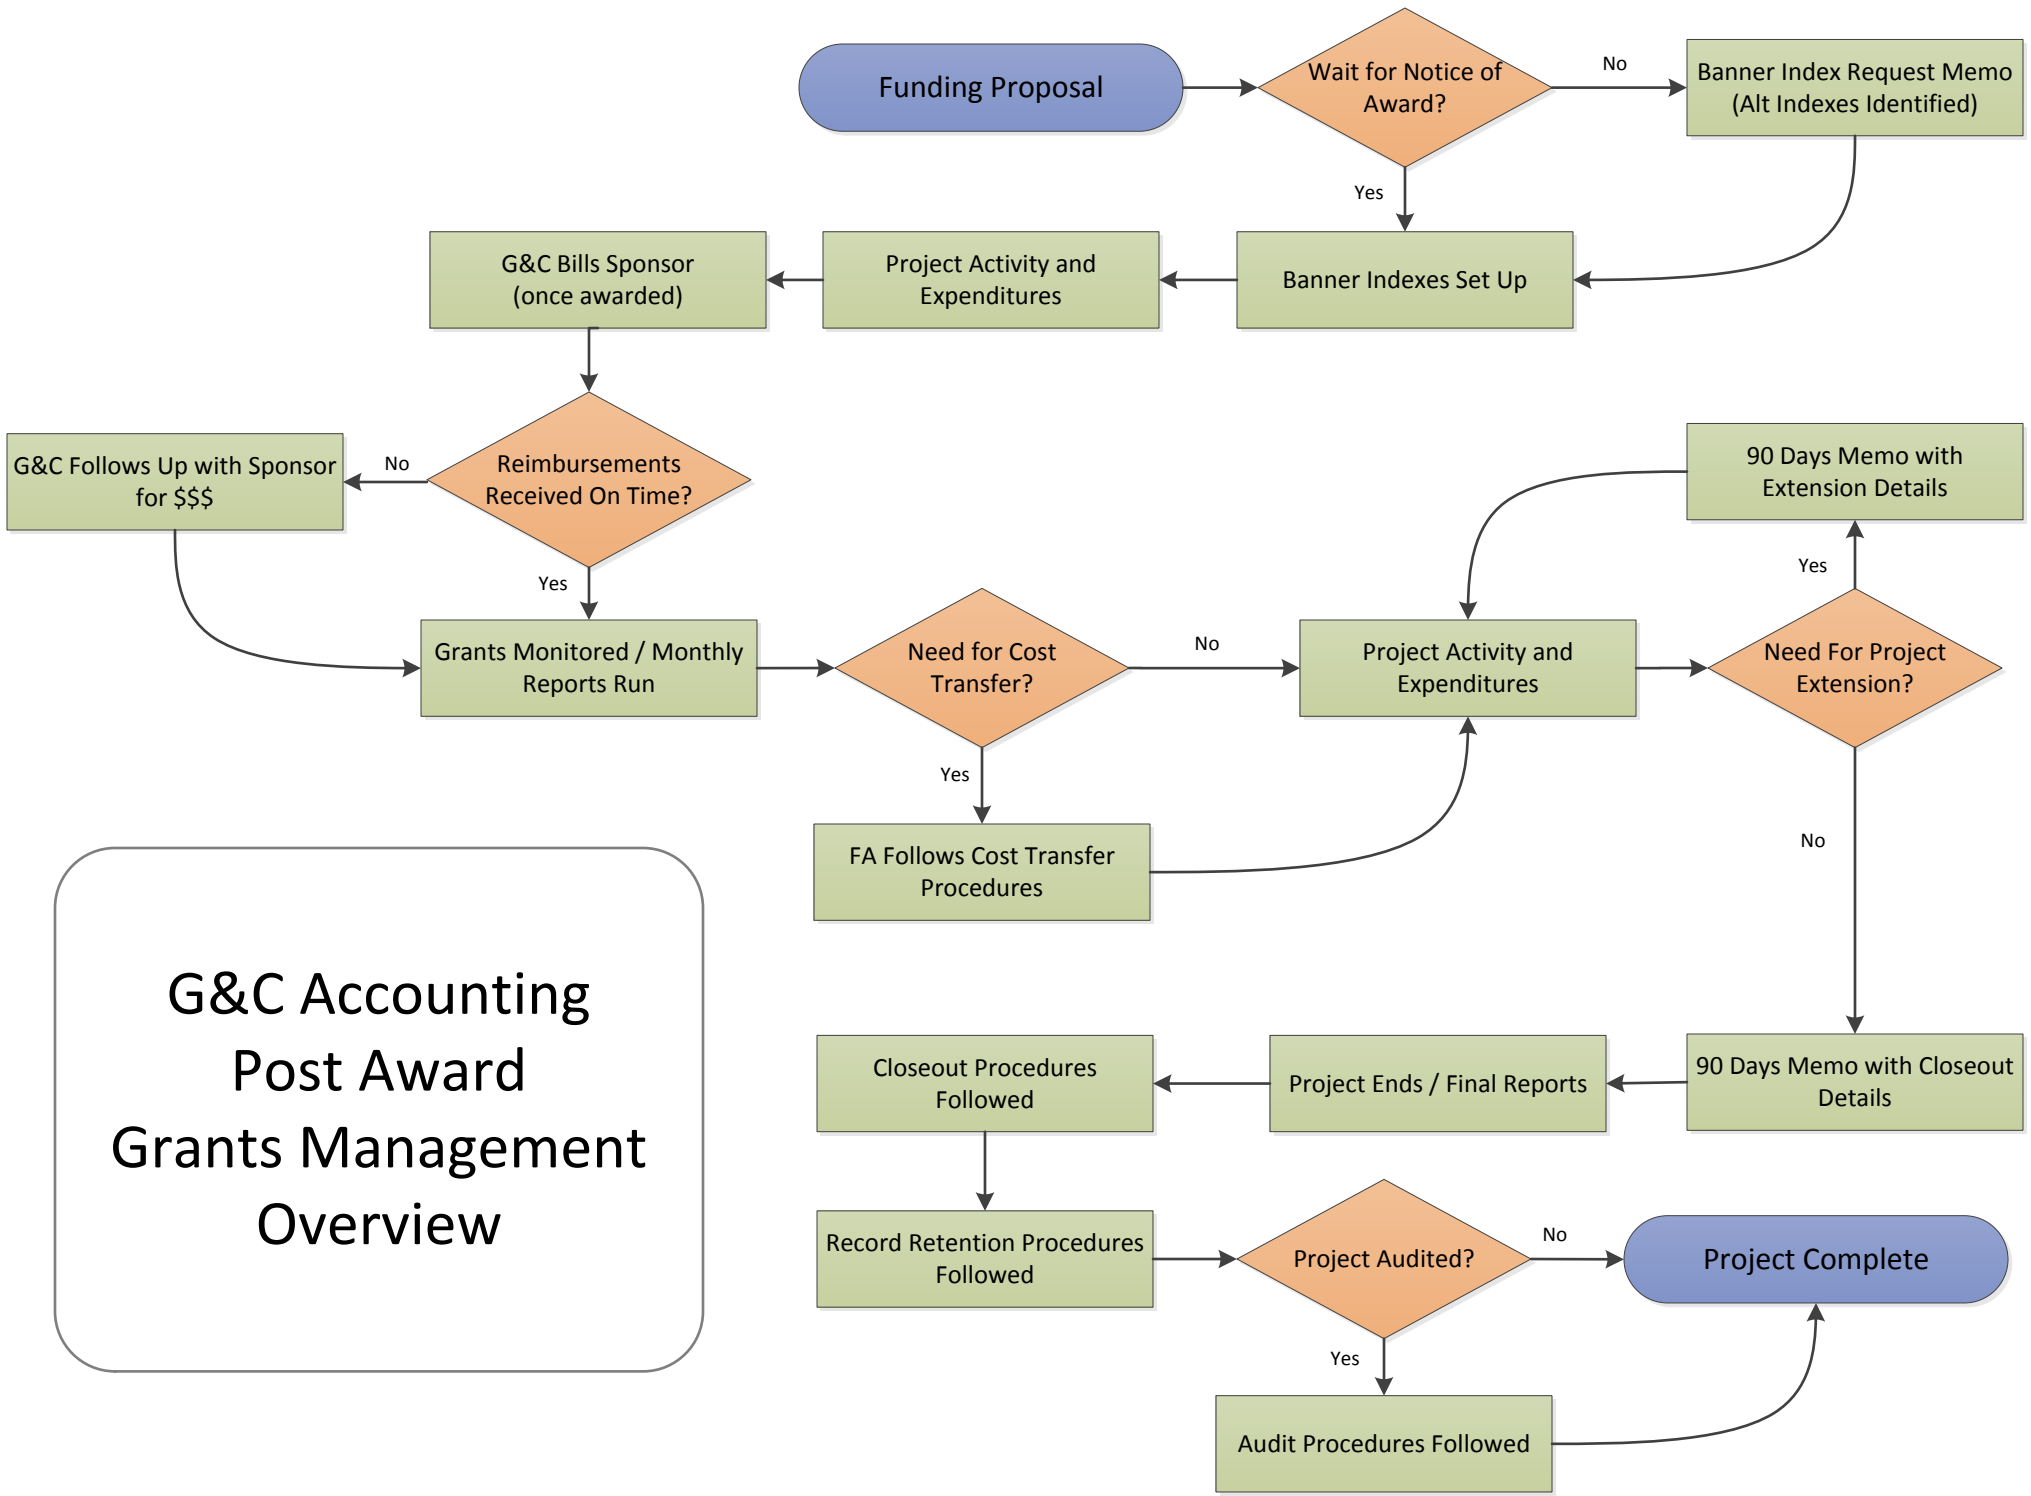 Funding Proposal
Wait for Notice of
Award?
No
Banner Index Request Memo
(Alt Indexes Identified)
Yes
G&C Bills Sponsor
(once awarded)
Project Activity and
Expenditures
Banner Indexes Set Up
G&C Follows Up with Sponsor
for $$$
No
Reimbursements
Received On Time?
90 Days Memo with
Extension Details
Yes
Yes
Grants Monitored / Monthly
Reports Run
Need for Cost
Transfer?
No
Project Activity and
Expenditures
Need For Project
Extension?
Yes
No
FA Follows Cost Transfer
Procedures
G&C Accounting
Post Award
Grants Management
Overview
Closeout Procedures
Followed
Project Ends / Final Reports
90 Days Memo with Closeout
Details
Record Retention Procedures
Followed
Project Audited?
No
Project Complete
Yes
Audit Procedures Followed